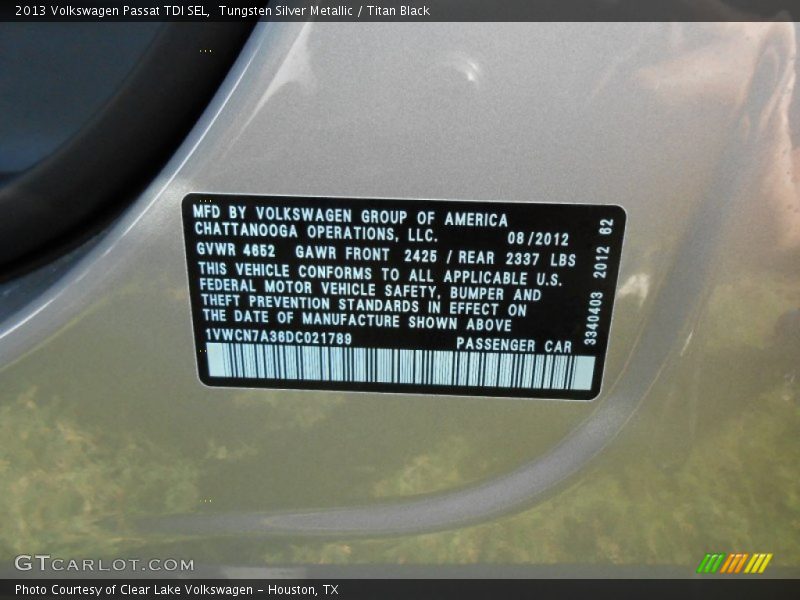 2013 Volkswagen Passat TDI SEL, Tungsten Silver Metallic / Titan Black
MFD BY VOLKSWAGEN GROUP OF AMERICA
CHATTANOOGA OPERATIONS, LLC. 08/2012
GVWR 4652 GAWR FRONT 2425 / REAR 2337 LBS
THIS VEHICLE CONFORMS TO ALL APPLICABLE U.S.
FEDERAL MOTOR VEHICLE SAFETY, BUMPER AND
THEFT PREVENTION STANDARDS IN EFFECT ON
THE DATE OF MANUFACTURE SHOWN ABOVE
1VWCN7A36DC021789 PASSENGER CAR
3340403 2012 62
GTCARLOT.COM
Photo Courtesy of Clear Lake Volkswagen - Houston, TX